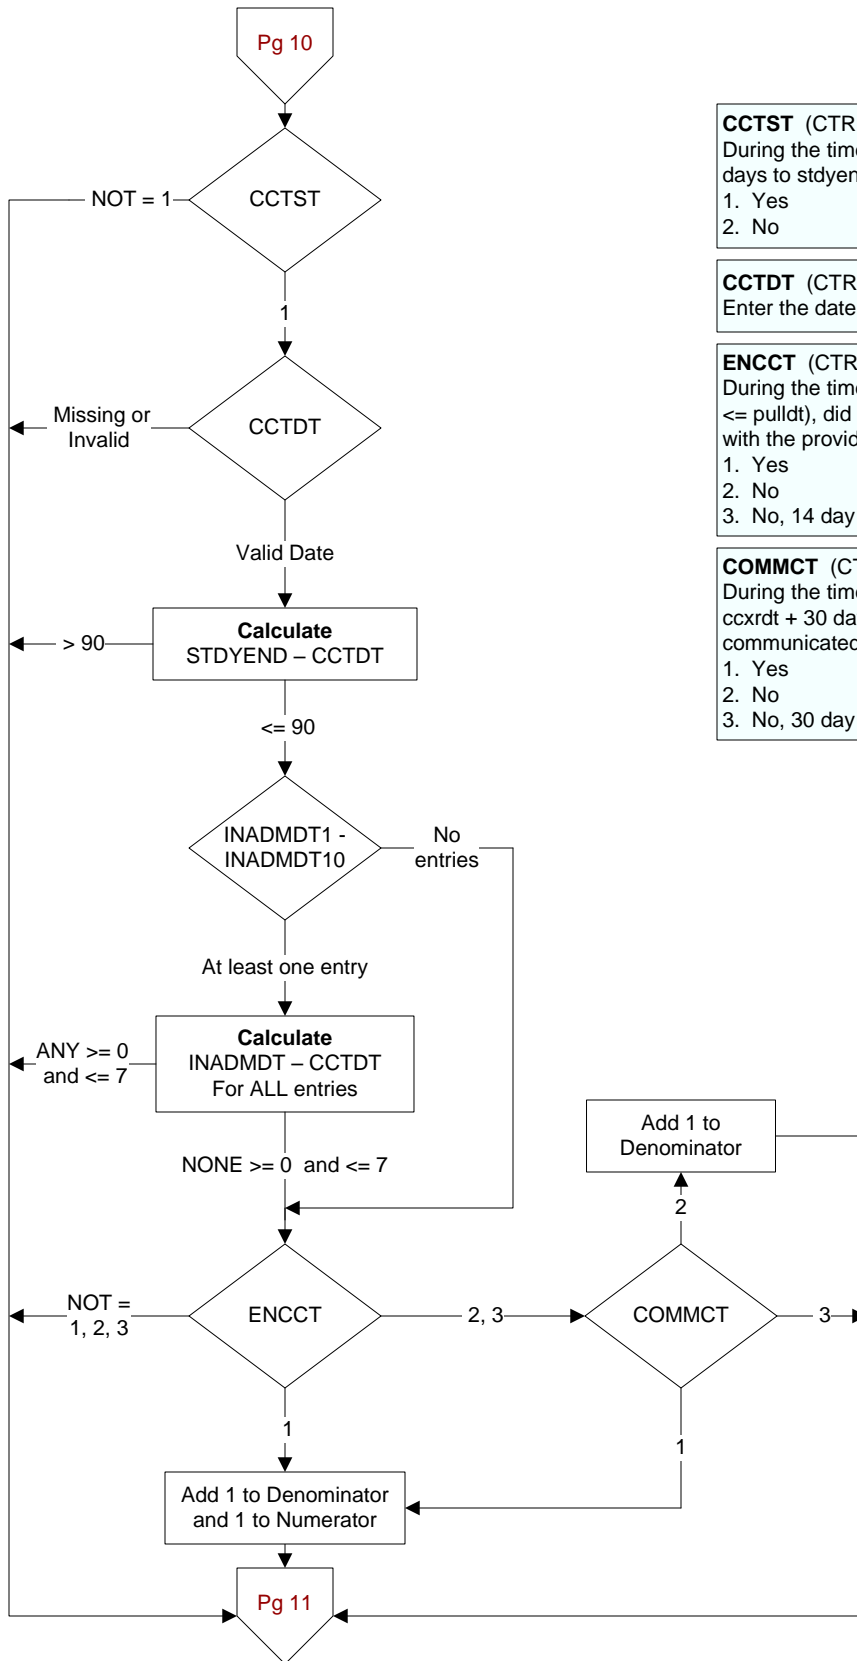 Pg 10
CCTST
NOT = 1
1
CCTDT
Missing or
Invalid
Valid Date
Calculate
STDYEND – CCTDT
> 90
<= 90
INADMDT1 -
INADMDT10
No
entries
At least one entry
Calculate
INADMDT – CCTDT
For ALL entries
ANY >= 0
and <= 7
NONE >= 0 and <= 7
ENCCT
NOT =
1, 2, 3
2, 3
COMMCT
3
2
Add 1 to
Denominator
1
1
Add 1 to Denominator
and 1 to Numerator
Pg 11
CCTST (CTR
During the time
days to stdyen
1. Yes
2. No
CCTDT (CTR
Enter the date
ENCCT (CTR
During the time
<= pulldt), did
with the provid
1. Yes
2. No
3. No, 14 day
COMMCT (CT
During the time
ccxrdt + 30 da
communicated
1. Yes
2. No
3. No, 30 day